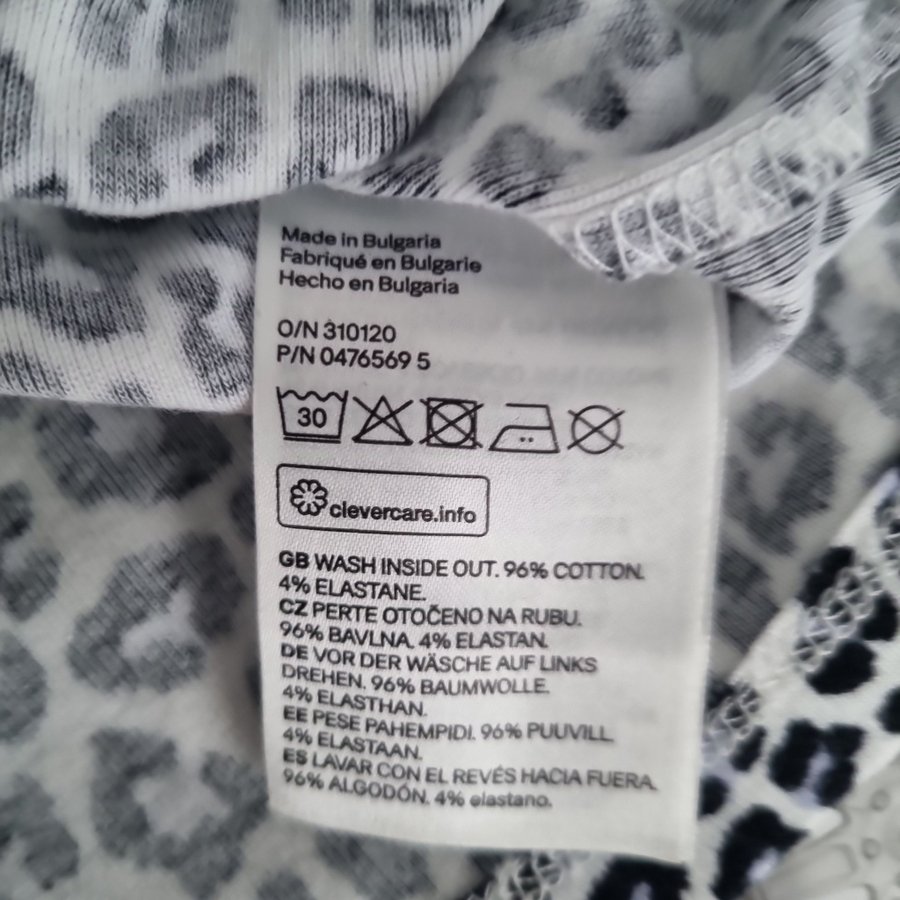 Made in Bulgaria
Fabriqué en Bulgarie
Hecho en Bulgaria
O/N 310120
P/N 0476569 5
30
clevercare.info
GB WASH INSIDE OUT. 96% COTTON.
4% ELASTANE.
CZ PERTE OTOČENO NA RUBU.
96% BAVLNA. 4% ELASTAN.
DE VOR DER WÄSCHE AUF LINKS
DREHEN. 96% BAUMWOLLE.
4% ELASTHAN.
EE PESE PAHEMPIDI. 96% PUUVILL.
4% ELASTAAN.
ES LAVAR CON EL REVÉS HACIA FUERA.
96% ALGODÓN. 4% elastano.